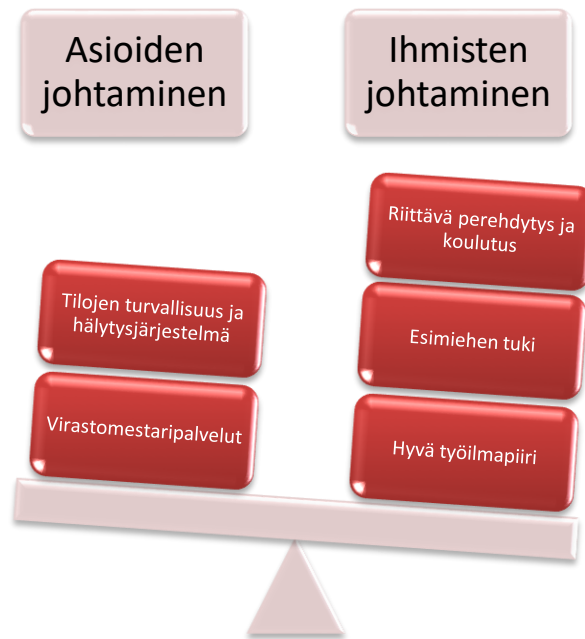 Asioiden
johtaminen
Ihmisten
johtaminen
Riittävä perehdytys ja
koulutus
Tilojen turvallisuus ja
hälytysjärjestelmä
Esimiehen tuki
Virastomestaripalvelut
Hyvä työilmapiiri